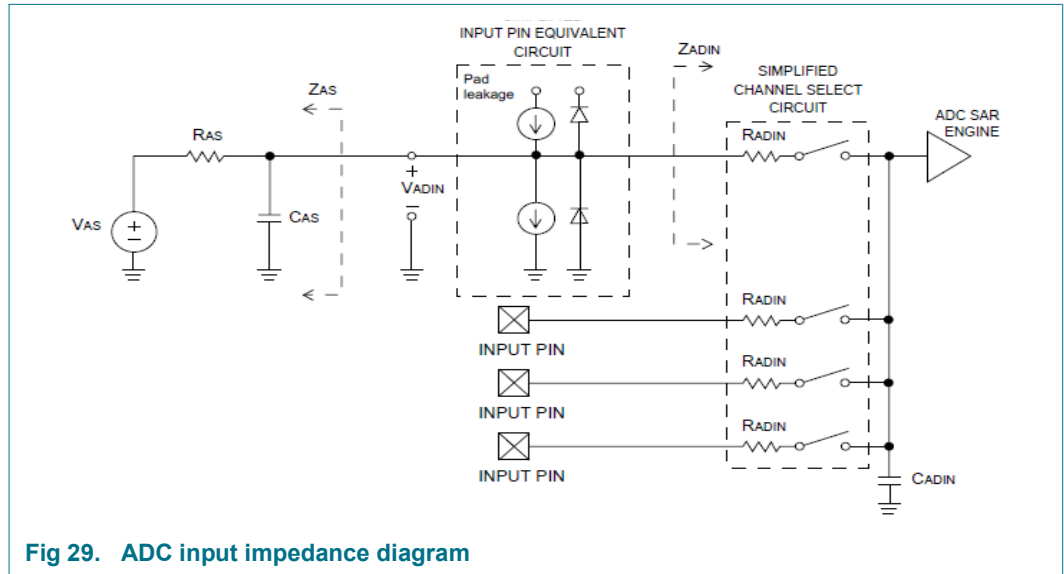 INPUT PIN EQUIVALENT
CIRCUIT
Pad
leakage
ZADIN
SIMPLIFIED
CHANNEL SELECT
CIRCUIT
ZAS
RAS
RADIN
ADC SAR
ENGINE
+
VADIN
–
CAS
VAS
+
–
RADIN
INPUT PIN
RADIN
INPUT PIN
RADIN
INPUT PIN
CADIN
Fig 29. ADC input impedance diagram